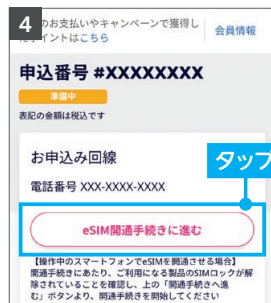 4
のお支払いやキャンペーンで獲得し
たポイントはこちら
会員情報
申込番号 #XXXXXXXX
準備中
表記の金額は税込です
お申込み回線
タップ
電話番号 XXX-XXXX-XXXX
eSIM開通手続きに進む
【操作中のスマートフォンでeSIMを開通させる場合】
開通手続きにあたり、ご利用になる製品のSIMロックが解
除されていることを確認し、上の「開通手続きへ進
む」ボタンより、開通手続きを開始してください